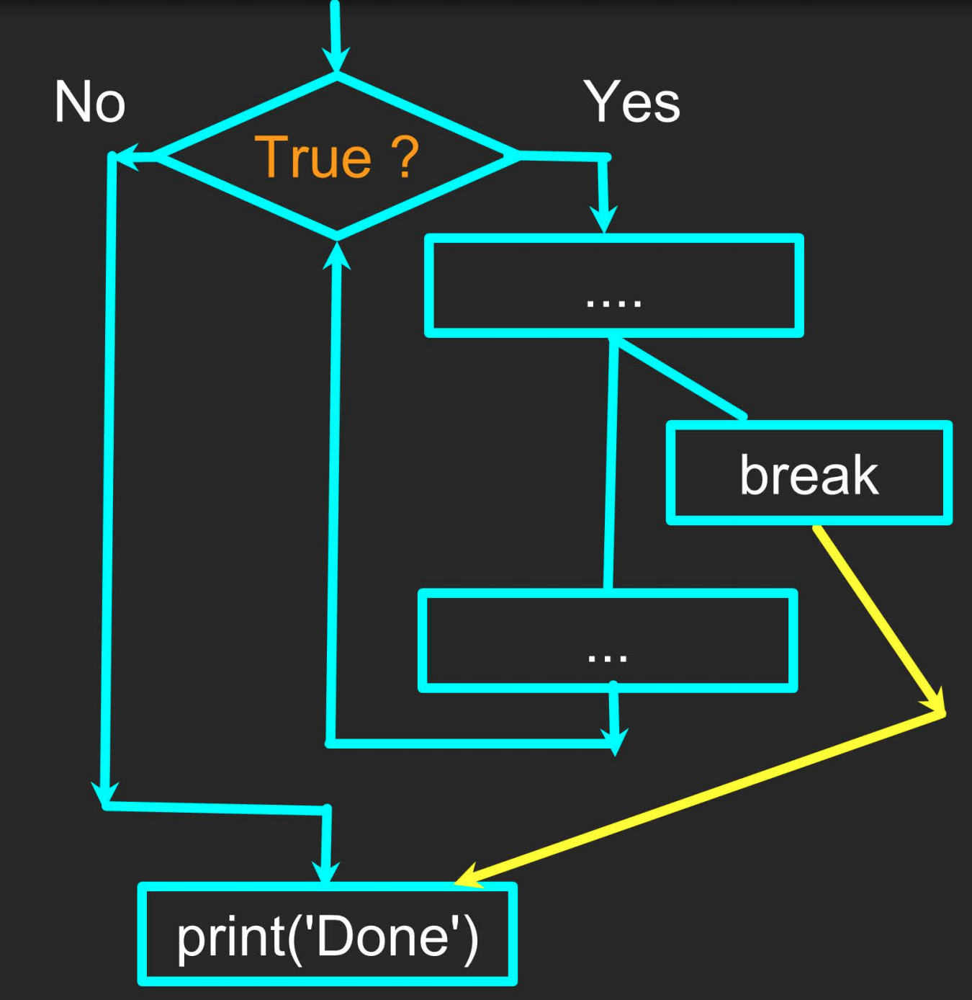 No
Yes
True ?
....
break
...
print('Done')